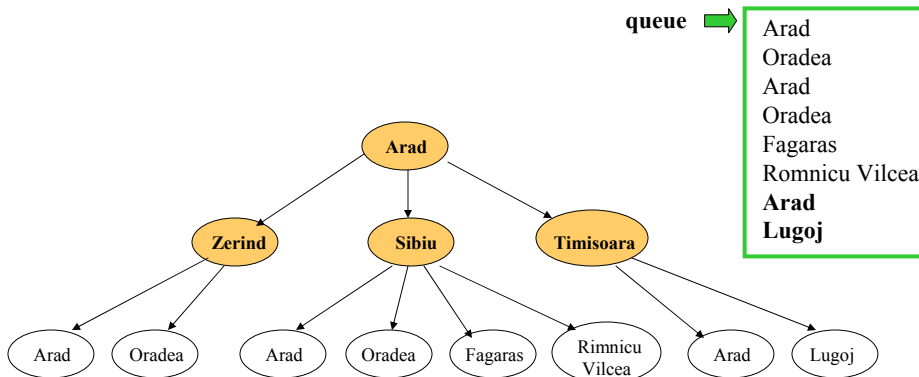 queue
Arad
Oradea
Arad
Oradea
Fagaras
Romnicu Vilcea
Arad
Lugoj
Arad
Zerind
Sibiu
Timisoara
Arad
Oradea
Arad
Oradea
Fagaras
Rimnicu
Vilcea
Arad
Lugoj